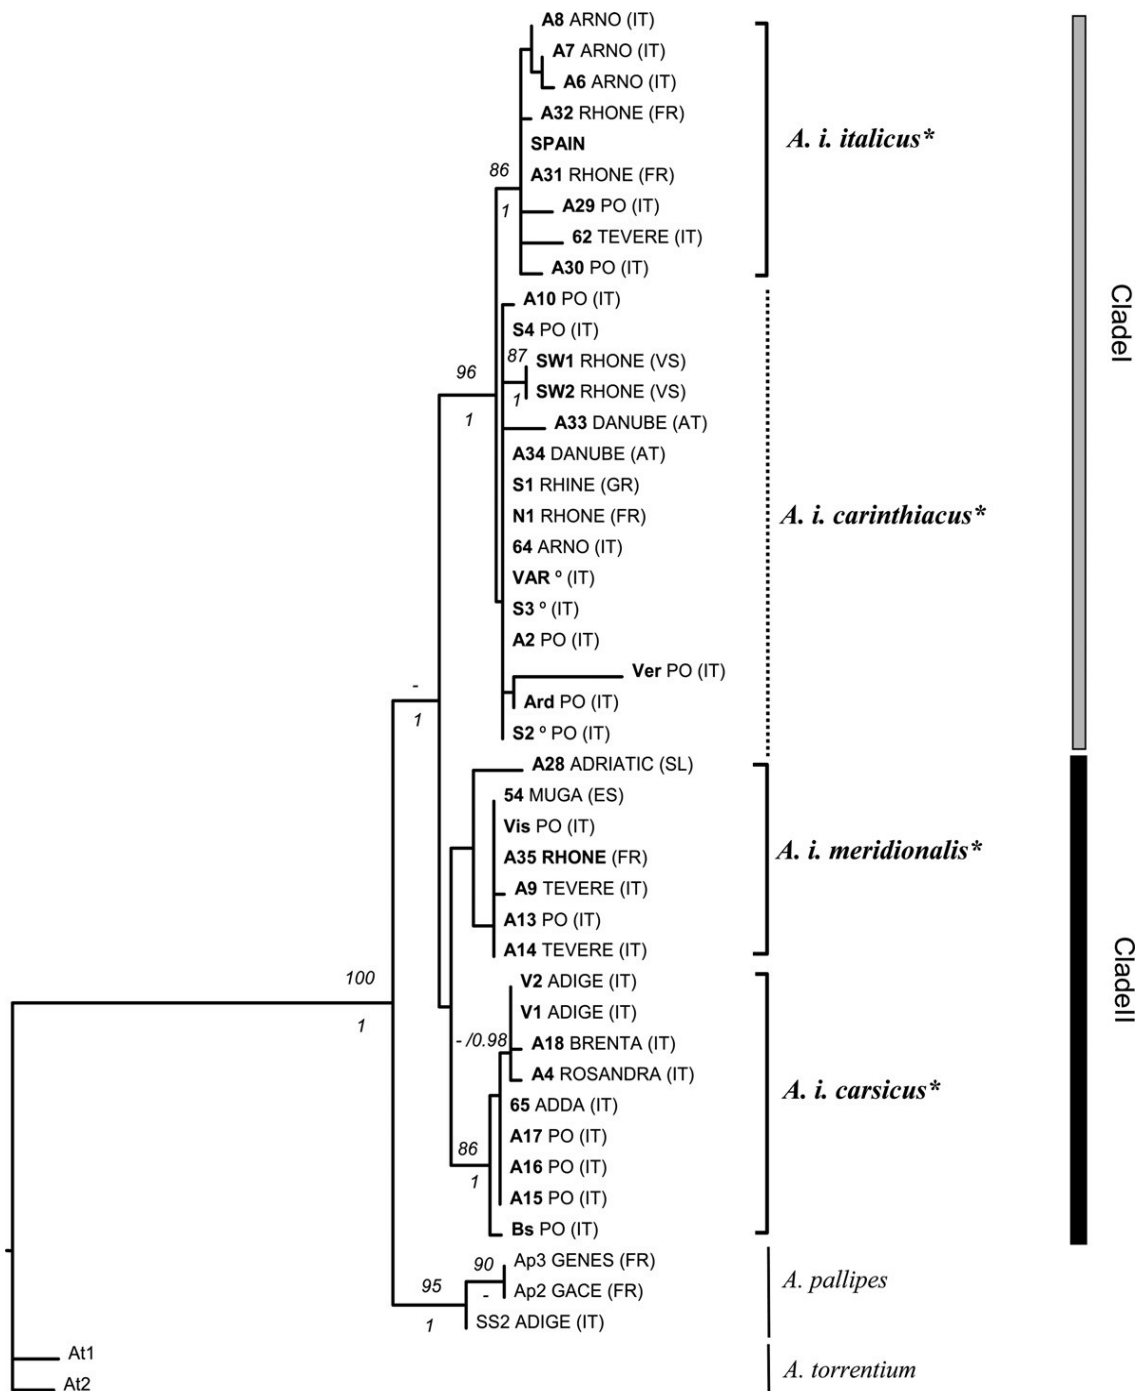 A8 ARNO (IT)
A7 ARNO (IT)
A6 ARNO (IT)
A32 RHONE (FR)
A. i. italicus*
SPAIN
86
A31 RHONE (FR)
1
A29 PO (IT)
62 TEVERE (IT)
A30 PO (IT)
CladeI
A10 PO (IT)
S4 PO (IT)
87
SW1 RHONE (VS)
96
SW2 RHONE (VS)
1
1
A33 DANUBE (AT)
A34 DANUBE (AT)
S1 RHINE (GR)
N1 RHONE (FR)
A. i. carinthiacus*
64 ARNO (IT)
VAR º (IT)
S3 º (IT)
A2 PO (IT)
Ver PO (IT)
-
Ard PO (IT)
1
S2 º PO (IT)
A28 ADRIATIC (SL)
54 MUGA (ES)
Vis PO (IT)
A35 RHONE (FR)
A. i. meridionalis*
A9 TEVERE (IT)
A13 PO (IT)
A14 TEVERE (IT)
CladeII
100
V2 ADIGE (IT)
1
V1 ADIGE (IT)
- /0.98
A18 BRENTA (IT)
A4 ROSANDRA (IT)
A. i. carsicus*
65 ADDA (IT)
A17 PO (IT)
86
A16 PO (IT)
1
A15 PO (IT)
Bs PO (IT)
90
Ap3 GENES (FR)
95
-
Ap2 GACE (FR)
A. pallipes
1
SS2 ADIGE (IT)
At1
A. torrentium
At2